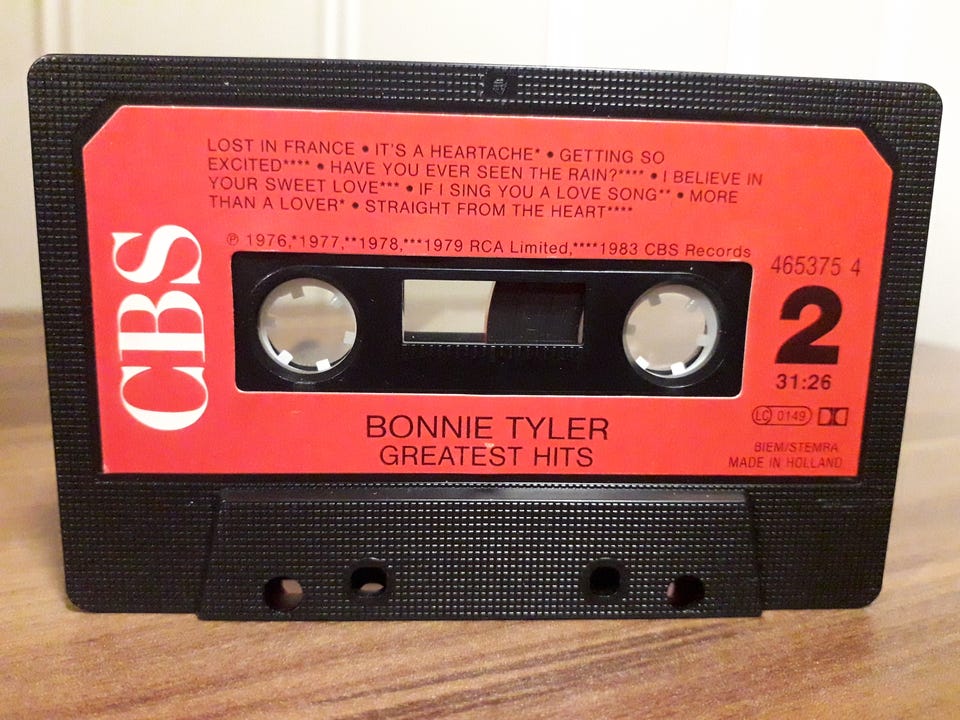 LOST IN FRANCE • IT'S A HEARTACHE* • GETTING SO
EXCITED**** • HAVE YOU EVER SEEN THE RAIN?**** • I BELIEVE IN
YOUR SWEET LOVE*** • IF I SING YOU A LOVE SONG** • MORE
THAN A LOVER* • STRAIGHT FROM THE HEART****
℗ 1976,*1977,**1978,***1979 RCA Limited,****1983 CBS Records
CBS
465375 4
2
31:26
LC 0149
BIEM/STEMRA
MADE IN HOLLAND
BONNIE TYLER
GREATEST HITS